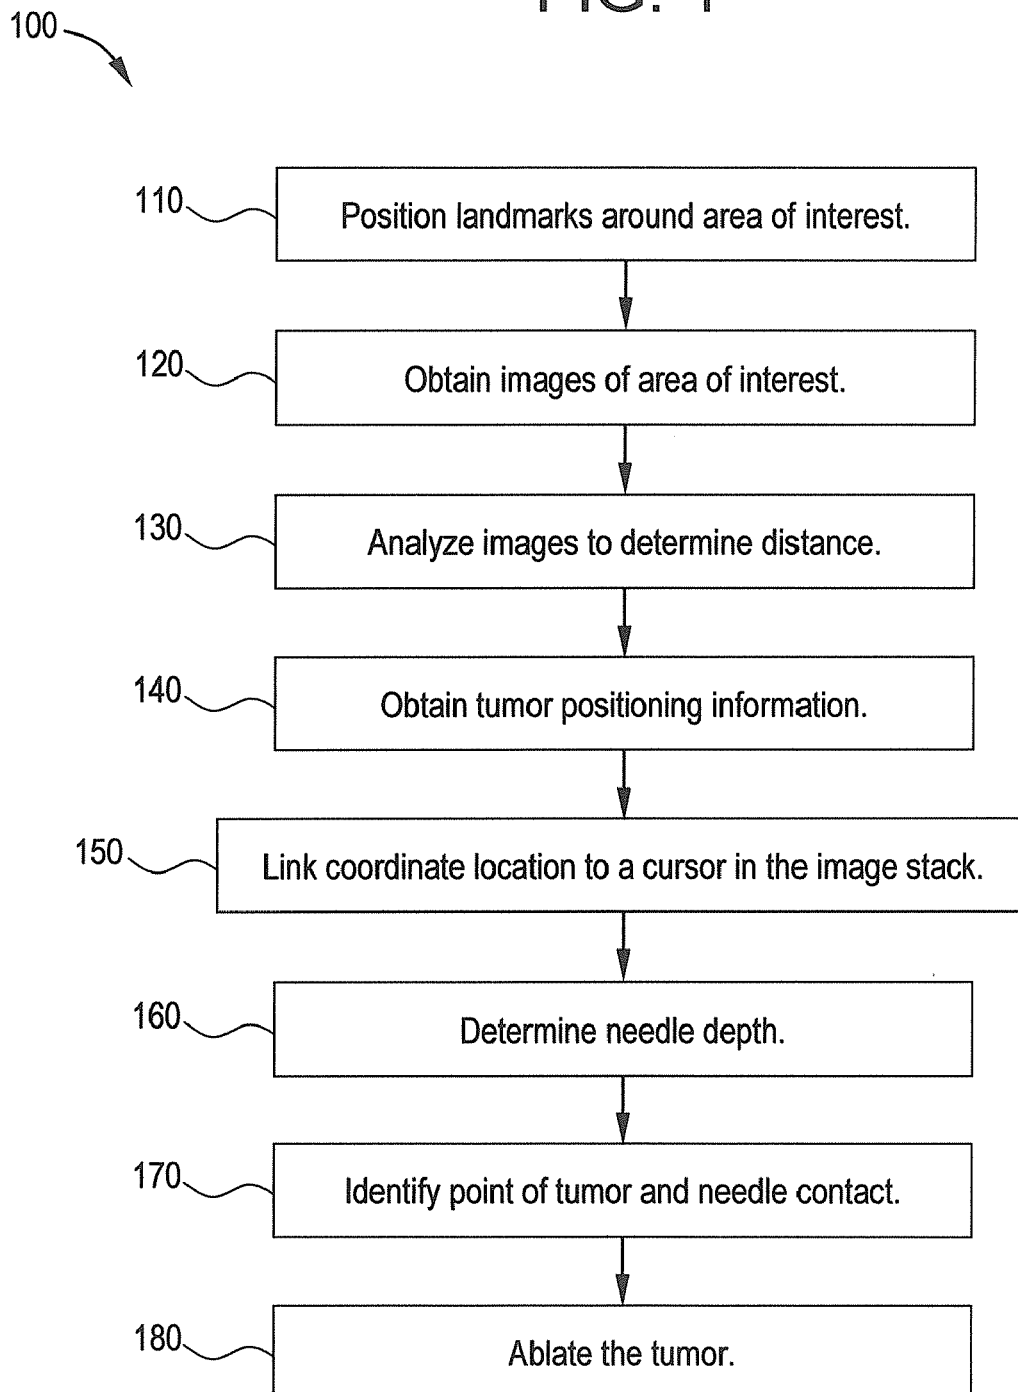 FIG. 1
100
110 Position landmarks around area of interest.
120 Obtain images of area of interest.
130 Analyze images to determine distance.
140 Obtain tumor positioning information.
150 Link coordinate location to a cursor in the image stack.
160 Determine needle depth.
170 Identify point of tumor and needle contact.
180 Ablate the tumor.